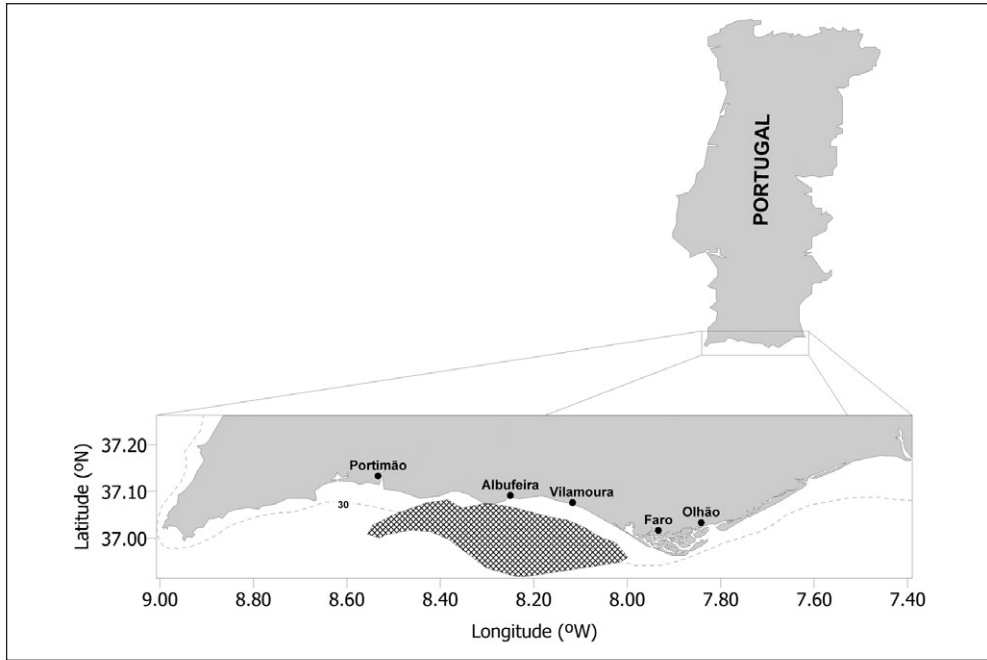 PORTUGAL
37.20
37.10
37.00
Latitude (ºN)
Portimão
Albufeira
Vilamoura
Faro
Olhão
30
9.00 8.80 8.60 8.40 8.20 8.00 7.80 7.60 7.40
Longitude (ºW)